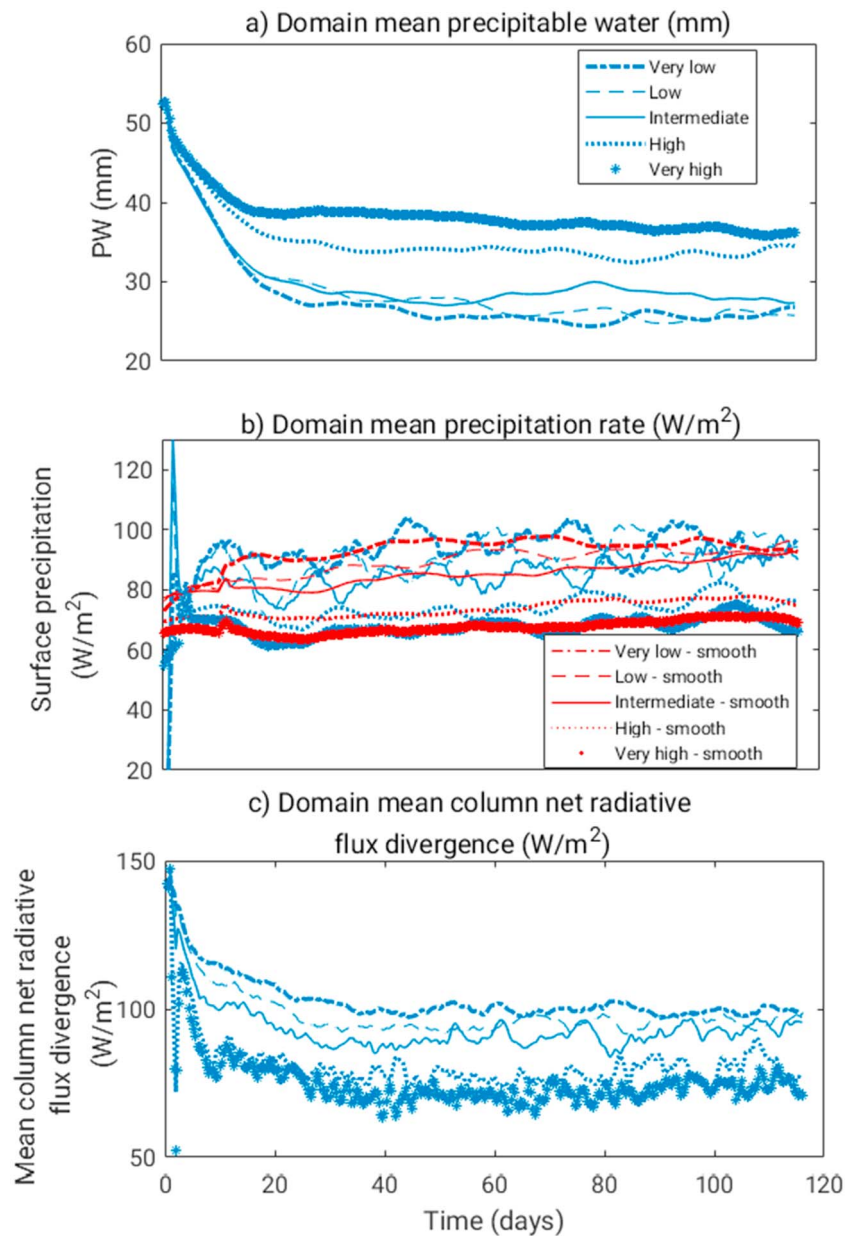 a) Domain mean precipitable water (mm)
60
50
40
30
20
PW (mm)
Very low
Low
Intermediate
High
Very high
b) Domain mean precipitation rate (W/m²)
120
100
80
60
40
20
Surface precipitation
(W/m²)
Very low - smooth
Low - smooth
Intermediate - smooth
High - smooth
Very high - smooth
c) Domain mean column net radiative
flux divergence (W/m²)
150
100
50
Mean column net radiative
flux divergence
(W/m²)
0 20 40 60 80 100 120
Time (days)